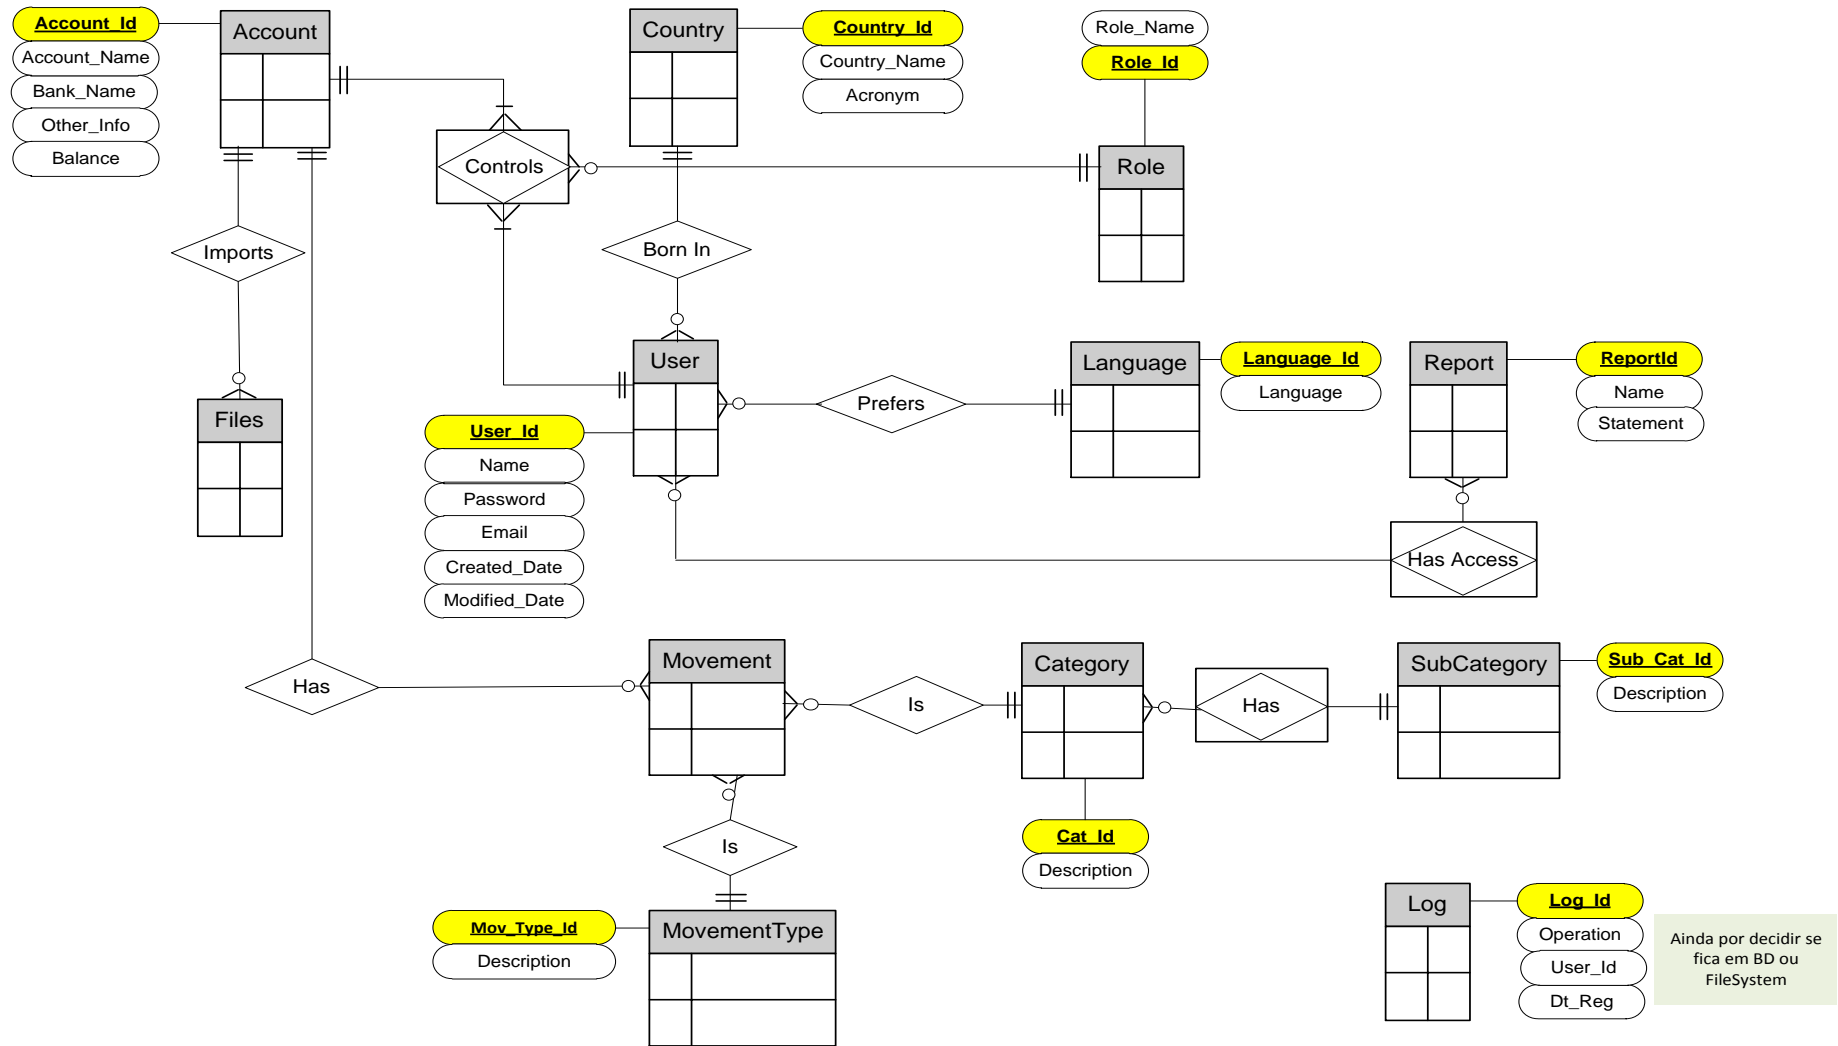 Account_Id
Account_Name
Bank_Name
Other_Info
Balance
Account
Country
Country_Id
Country_Name
Acronym
Role_Name
Role_Id
Role
Controls
Imports
Born In
Files
User
User_Id
Name
Password
Email
Created_Date
Modified_Date
Prefers
Language
Language_Id
Language
Report
ReportId
Name
Statement
Has Access
Has
Movement
Is
Category
Has
SubCategory
Sub_Cat_Id
Description
Cat_Id
Description
Is
Mov_Type_Id
Description
MovementType
Log
Log_Id
Operation
User_Id
Dt_Reg
Ainda por decidir se
fica em BD ou
FileSystem